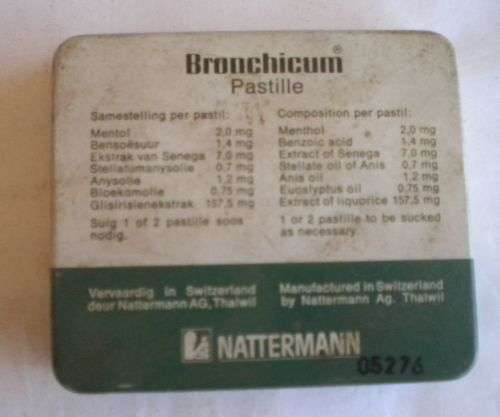 Bronchicum®
Pastille
Samestelling per pastil:
Mentol 2,0 mg
Bensoësuur 1,4 mg
Ekstrak van Senega 7,0 mg
Stellatumanysolie 0,7 mg
Anysolie 1,2 mg
Bloekomolie 0,75 mg
Glisirisienekstrak 157,5 mg
Suig 1 of 2 pastille soos
nodig.
Composition per pastil:
Menthol 2,0 mg
Benzoic acid 1,4 mg
Extract of Senega 7,0 mg
Stellate oil of Anis 0,7 mg
Anis oil 1,2 mg
Eucalyptus oil 0,75 mg
Extract of liquorice 157,5 mg
1 or 2 pastille to be sucked
as necessary.
Vervaardig in Switzerland
deur Nattermann AG, Thalwil
Manufactured in Switzerland
by Nattermann Ag. Thalwil
NATTERMANN
05276